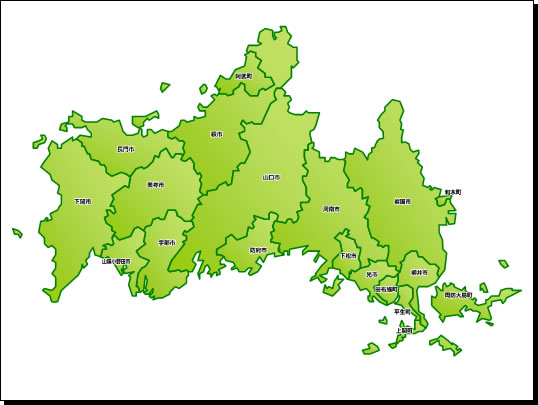 阿武町
萩市
長門市
美祢市
山口市
下関市
宇部市
山陽小野田市
防府市
周南市
岩国市
和木町
下松市
光市
柳井市
田布施町
周防大島町
平生町
上関町